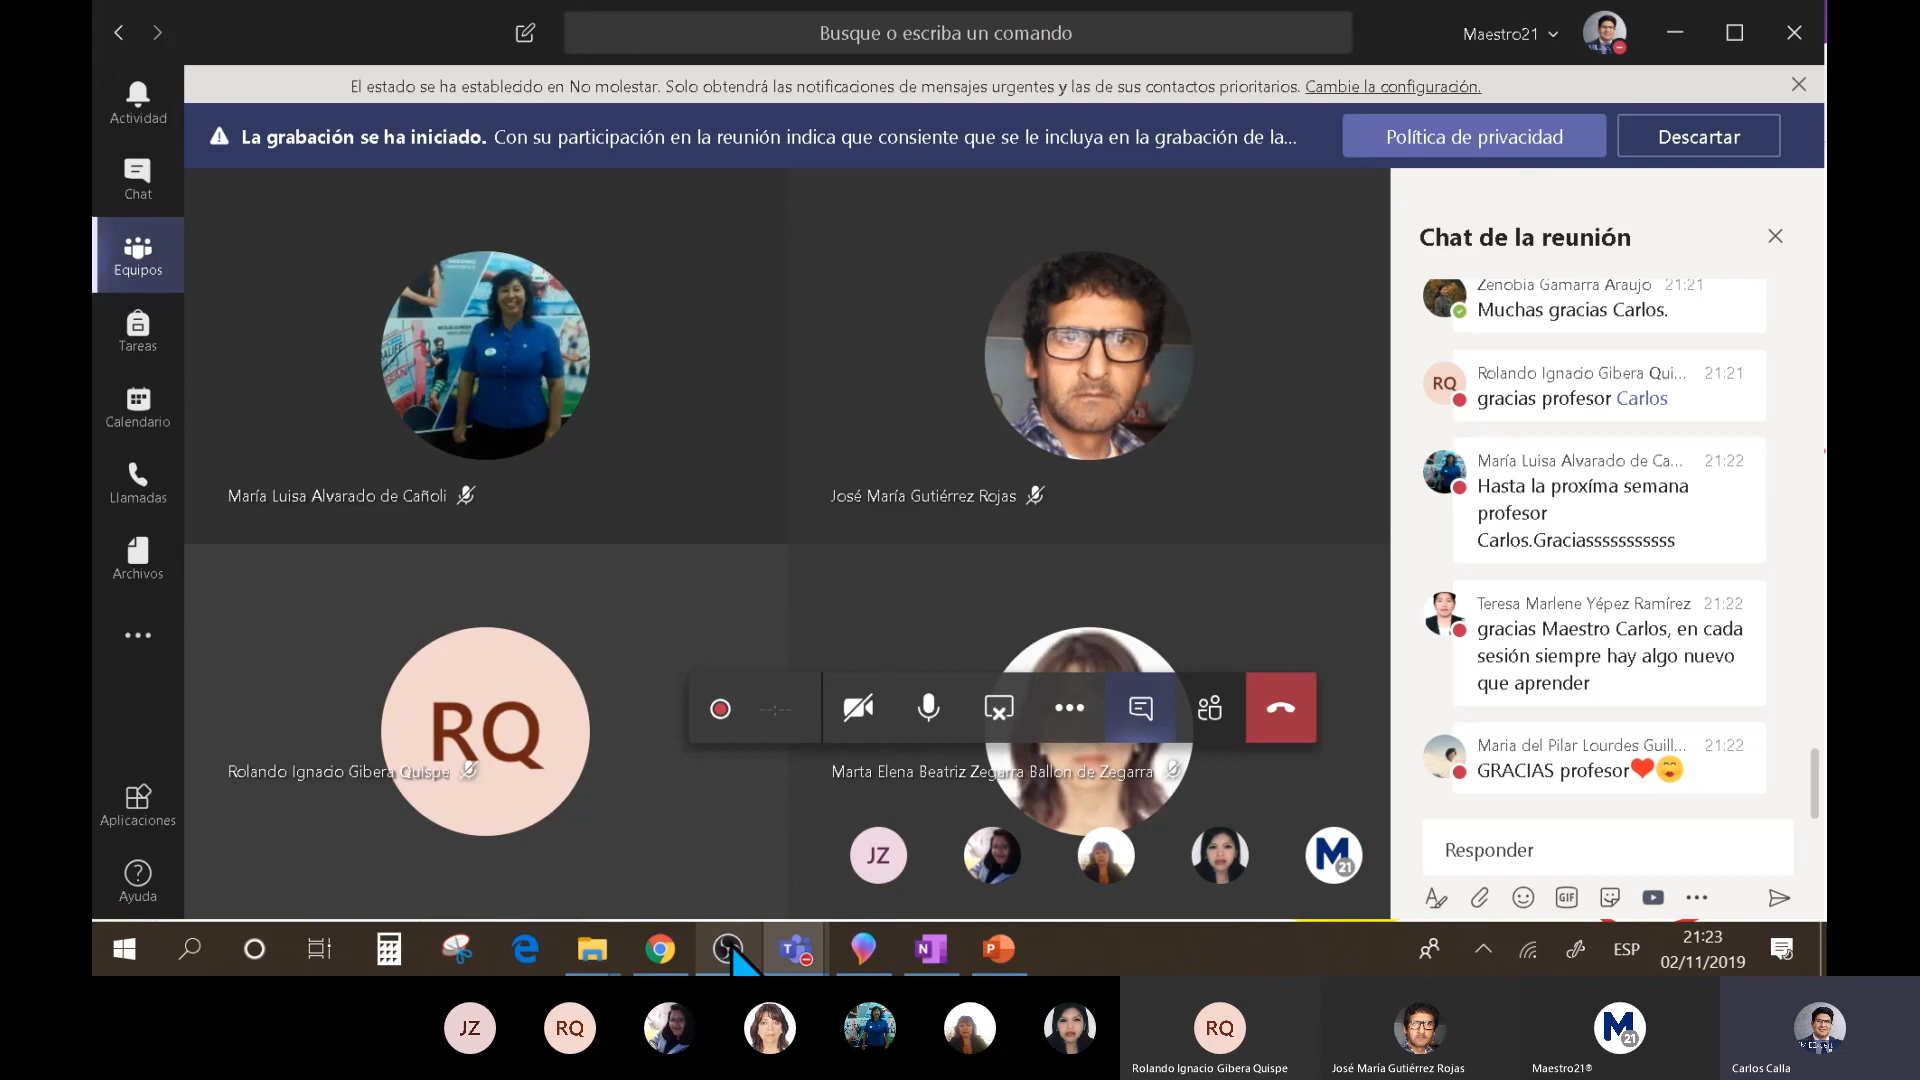 Busque o escriba un comando
Maestro21
El estado se ha establecido en No molestar. Solo obtendrá las notificaciones de mensajes urgentes y las de sus contactos prioritarios. Cambie la configuración.
La grabación se ha iniciado. Con su participación en la reunión indica que consiente que se le incluya en la grabación de la...
Política de privacidad
Descartar
Actividad
Chat
Equipos
Tareas
Calendario
Llamadas
Archivos
Aplicaciones
Ayuda
María Luisa Alvarado de Cañoli
José María Gutiérrez Rojas
RQ
Rolando Ignacio Gibera Quispe
Marta Elena Beatriz Zegarra Ballon de Zegarra
--:--
JZ
M
21
Chat de la reunión
Zenobia Gamarra Araujo 21:21
Muchas gracias Carlos.
RQ
Rolando Ignacio Gibera Qui... 21:21
gracias profesor Carlos
María Luisa Alvarado de Ca... 21:22
Hasta la proxíma semana
profesor
Carlos.Graciasssssssssss
Teresa Marlene Yépez Ramírez 21:22
gracias Maestro Carlos, en cada
sesión siempre hay algo nuevo
que aprender
Maria del Pilar Lourdes Guill... 21:22
GRACIAS profesor❤😊
Responder
GIF
T
N
P
ESP
21:23
02/11/2019
JZ
RQ
RQ
M
21
Rolando Ignacio Gibera Quispe
José María Gutiérrez Rojas
Maestro21®
Carlos Calla